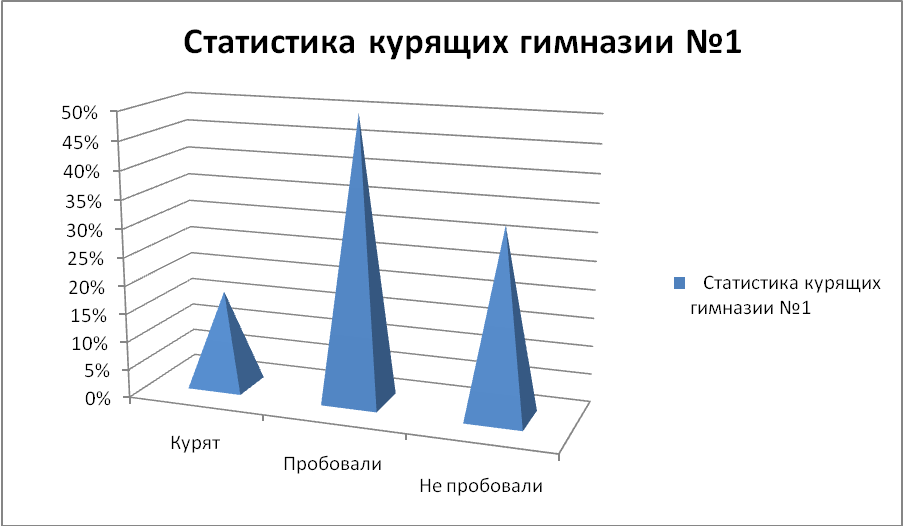 Статистика курящих гимназии №1
50%
45%
40%
35%
30%
25%
20%
15%
10%
5%
0%
Курят
Пробовали
Не пробовали
Статистика курящих
гимназии №1